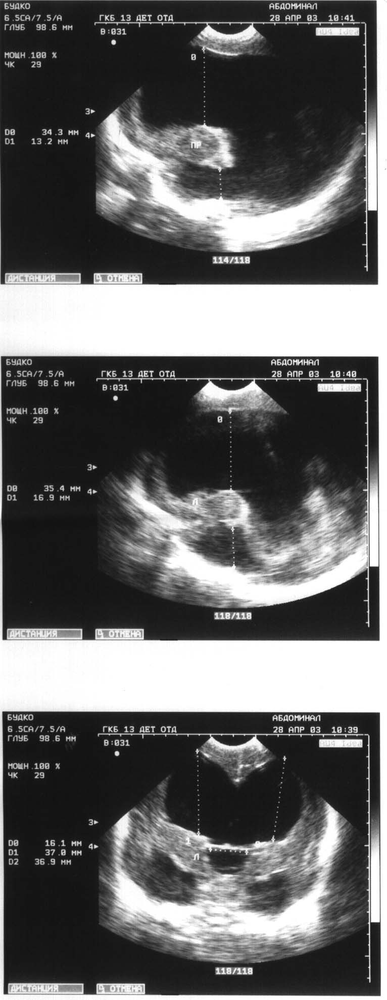 БУДКО АБДОМИНАЛ
6.5CA/7.5/A ГКБ 13 ДЕТ ОТД 28 АПР 03 10:41
ГЛУБ 98.6 мм B:031 AU4 Idea
0
МОЩН.100 %
ЧК 29
3
4
D0 34.3 мм
D1 13.2 мм
ПР
114/118
ДИСТАНЦИЯ ОТМЕНА
БУДКО АБДОМИНАЛ
6.5CA/7.5/A ГКБ 13 ДЕТ ОТД 28 АПР 03 10:40
ГЛУБ 98.6 мм B:031 AU4 Idea
0
МОЩН.100 %
ЧК 29
3
4
D0 35.4 мм
D1 16.9 мм
Л
118/118
ДИСТАНЦИЯ ОТМЕНА
БУДКО АБДОМИНАЛ
6.5CA/7.5/A ГКБ 13 ДЕТ ОТД 28 АПР 03 10:39
ГЛУБ 98.6 мм B:031 AU4 Idea
МОЩН.100 %
ЧК 29
3
4
1
D0 16.1 мм
D1 37.0 мм
D2 36.9 мм
Л
118/118
ДИСТАНЦИЯ ОТМЕНА